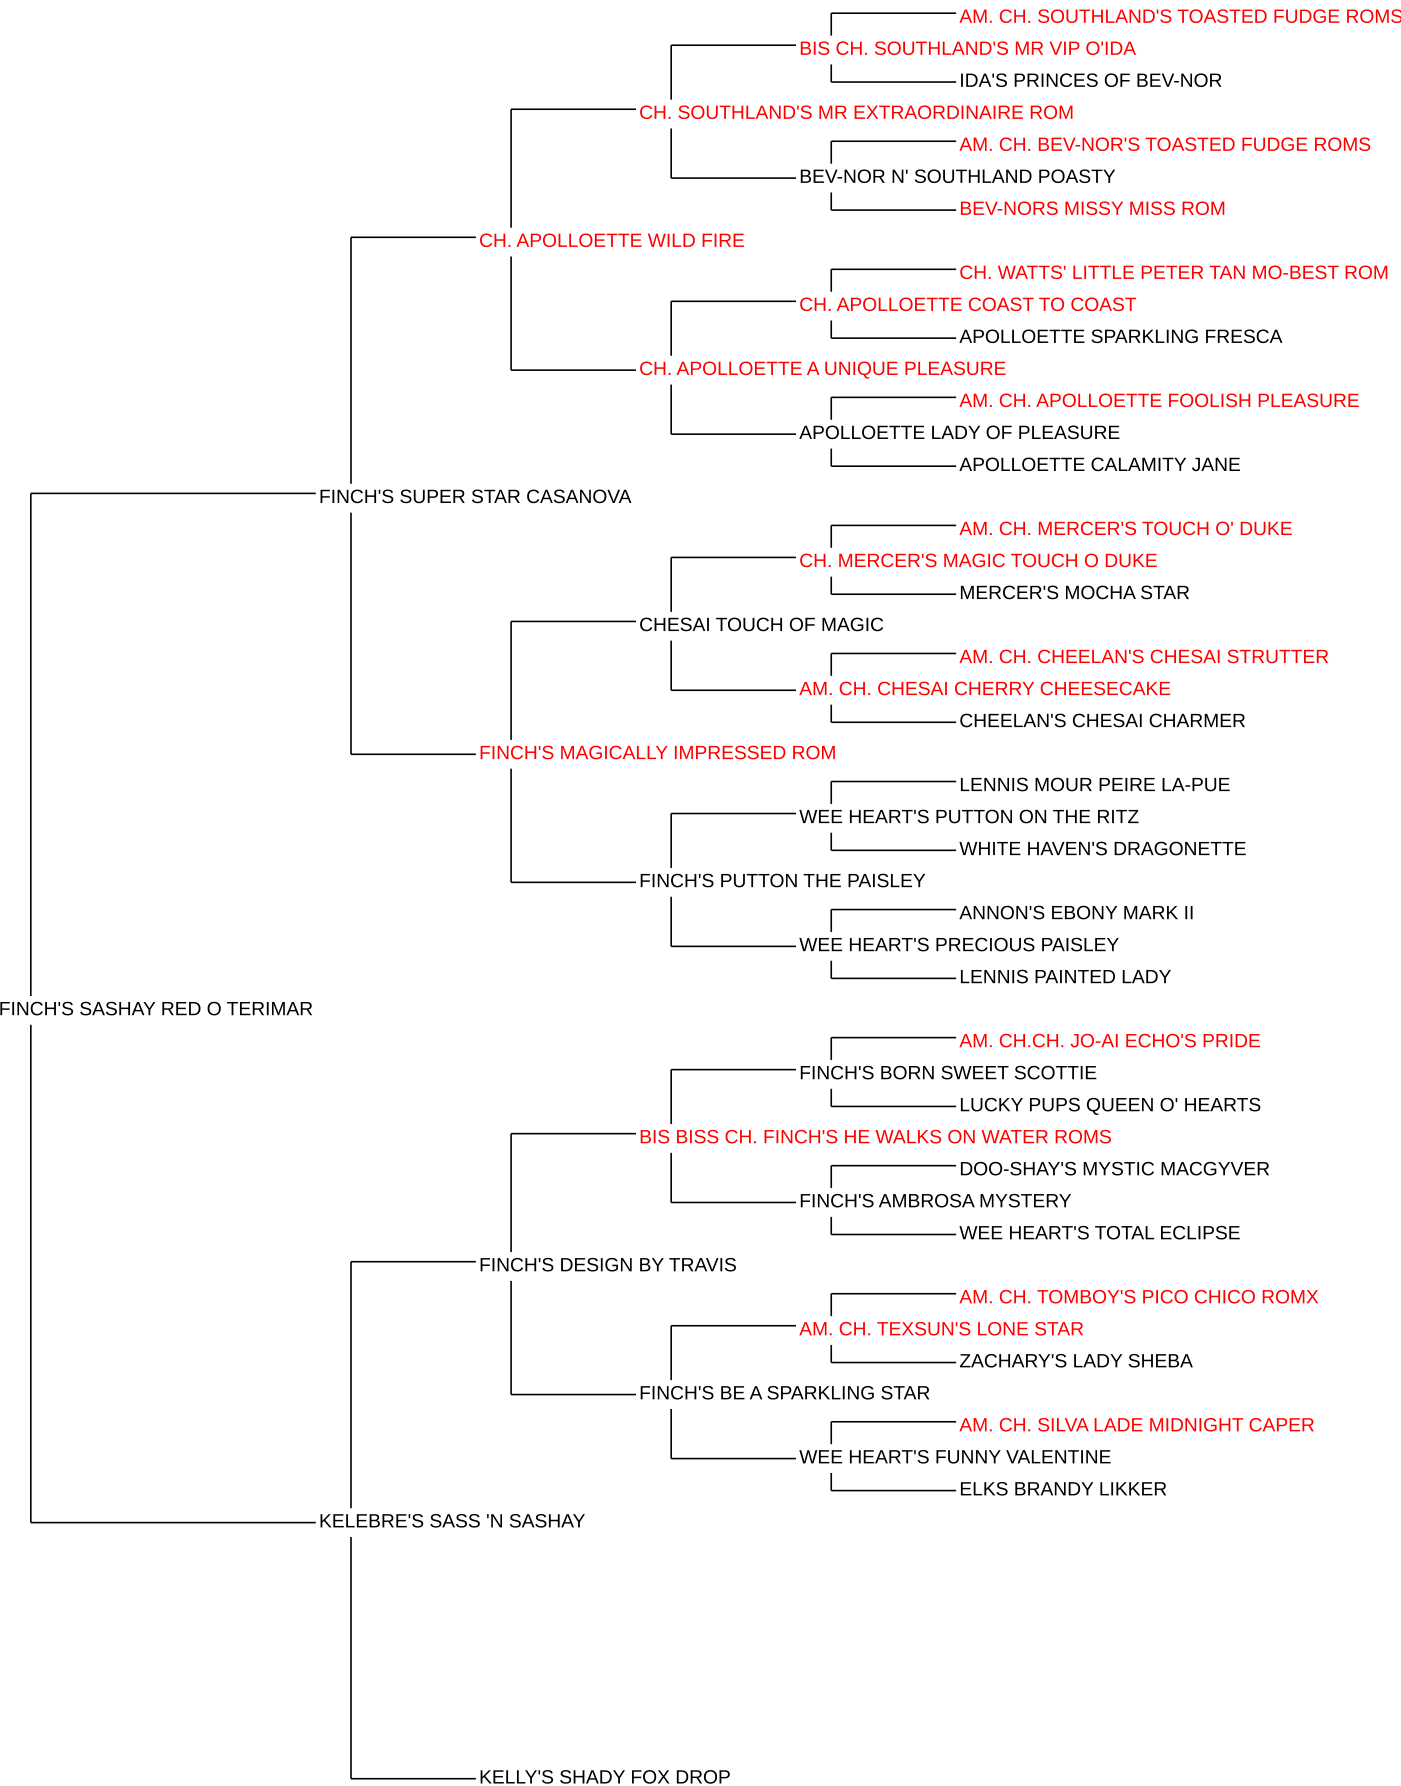 AM. CH. SOUTHLAND'S TOASTED FUDGE ROMS
BIS CH. SOUTHLAND'S MR VIP O'IDA
IDA'S PRINCES OF BEV-NOR
CH. SOUTHLAND'S MR EXTRAORDINAIRE ROM
AM. CH. BEV-NOR'S TOASTED FUDGE ROMS
BEV-NOR N' SOUTHLAND POASTY
BEV-NORS MISSY MISS ROM
CH. APOLLOETTE WILD FIRE
CH. WATTS' LITTLE PETER TAN MO-BEST ROM
CH. APOLLOETTE COAST TO COAST
APOLLOETTE SPARKLING FRESCA
CH. APOLLOETTE A UNIQUE PLEASURE
AM. CH. APOLLOETTE FOOLISH PLEASURE
APOLLOETTE LADY OF PLEASURE
APOLLOETTE CALAMITY JANE
FINCH'S SUPER STAR CASANOVA
AM. CH. MERCER'S TOUCH O' DUKE
CH. MERCER'S MAGIC TOUCH O DUKE
MERCER'S MOCHA STAR
CHESAI TOUCH OF MAGIC
AM. CH. CHEELAN'S CHESAI STRUTTER
AM. CH. CHESAI CHERRY CHEESECAKE
CHEELAN'S CHESAI CHARMER
FINCH'S MAGICALLY IMPRESSED ROM
LENNIS MOUR PEIRE LA-PUE
WEE HEART'S PUTTON ON THE RITZ
WHITE HAVEN'S DRAGONETTE
FINCH'S PUTTON THE PAISLEY
ANNON'S EBONY MARK II
WEE HEART'S PRECIOUS PAISLEY
LENNIS PAINTED LADY
FINCH'S SASHAY RED O TERIMAR
AM. CH.CH. JO-AI ECHO'S PRIDE
FINCH'S BORN SWEET SCOTTIE
LUCKY PUPS QUEEN O' HEARTS
BIS BISS CH. FINCH'S HE WALKS ON WATER ROMS
DOO-SHAY'S MYSTIC MACGYVER
FINCH'S AMBROSA MYSTERY
WEE HEART'S TOTAL ECLIPSE
FINCH'S DESIGN BY TRAVIS
AM. CH. TOMBOY'S PICO CHICO ROMX
AM. CH. TEXSUN'S LONE STAR
ZACHARY'S LADY SHEBA
FINCH'S BE A SPARKLING STAR
AM. CH. SILVA LADE MIDNIGHT CAPER
WEE HEART'S FUNNY VALENTINE
ELKS BRANDY LIKKER
KELEBRE'S SASS 'N SASHAY
KELLY'S SHADY FOX DROP